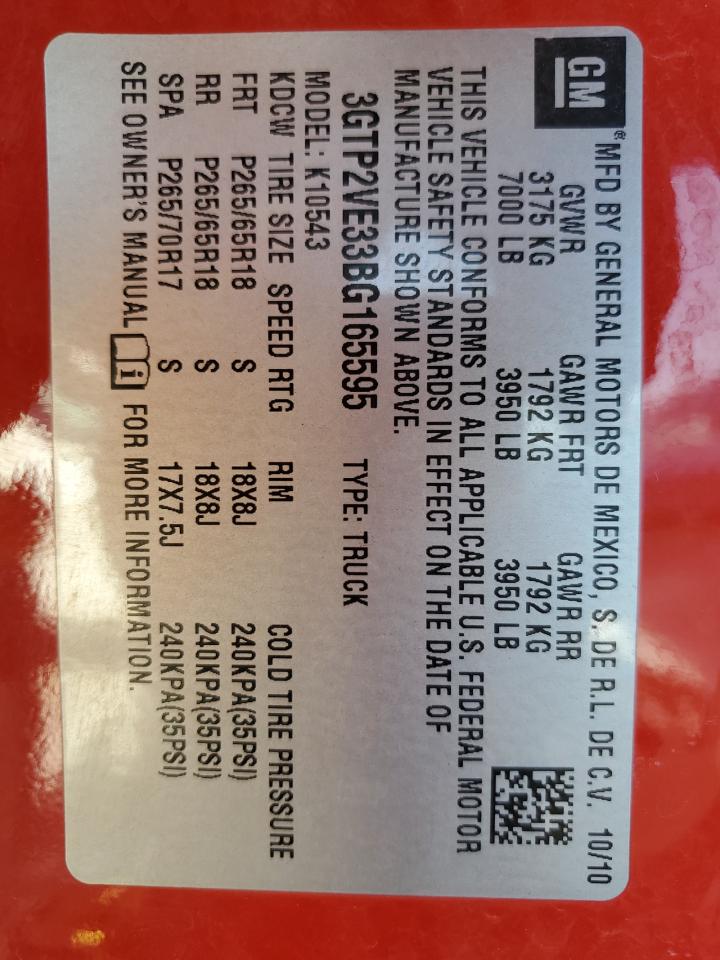 GM
® MFD BY GENERAL MOTORS DE MEXICO, S. DE R.L. DE C.V. 10/10
GVWR GAWR FRT GAWR RR
3175 KG 1792 KG 1792 KG
7000 LB 3950 LB 3950 LB
THIS VEHICLE CONFORMS TO ALL APPLICABLE U.S. FEDERAL MOTOR
VEHICLE SAFETY STANDARDS IN EFFECT ON THE DATE OF
MANUFACTURE SHOWN ABOVE.
3GTP2VE33BG165595 TYPE: TRUCK
MODEL: K10543
KDCW TIRE SIZE SPEED RTG RIM COLD TIRE PRESSURE
FRT P265/65R18 S 18X8J 240KPA(35PSI)
RR P265/65R18 S 18X8J 240KPA(35PSI)
SPA P265/70R17 S 17X7.5J 240KPA(35PSI)
SEE OWNER'S MANUAL i FOR MORE INFORMATION.